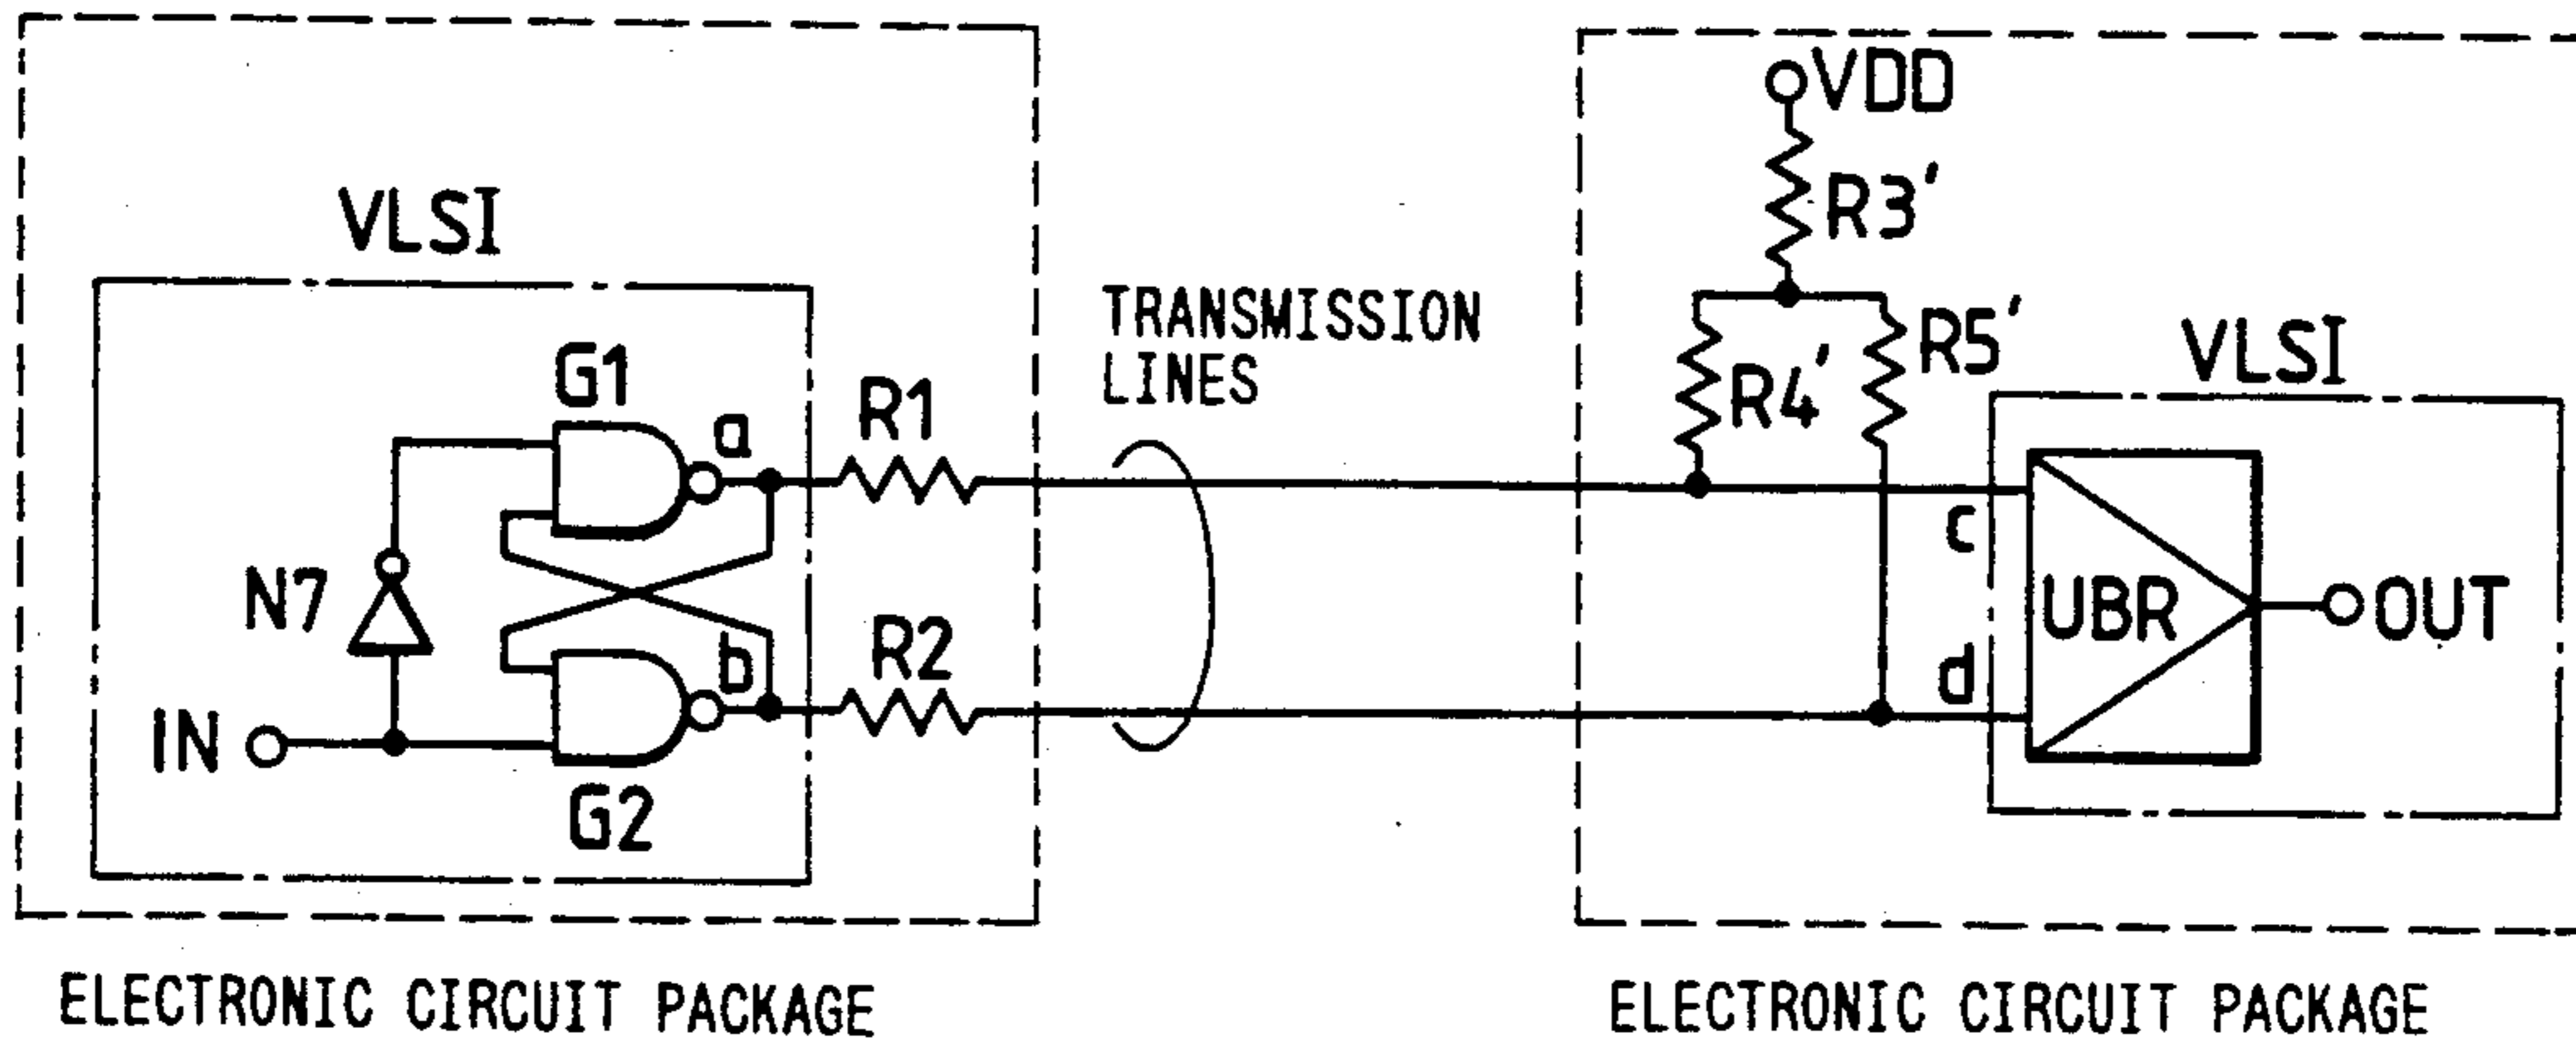 VDD
R3'
VLSI
TRANSMISSION
LINES
R5'
VLSI
G1
R4'
a
R1
c
N7
UBR
OUT
R2
b
d
IN
G2
ELECTRONIC CIRCUIT PACKAGE
ELECTRONIC CIRCUIT PACKAGE